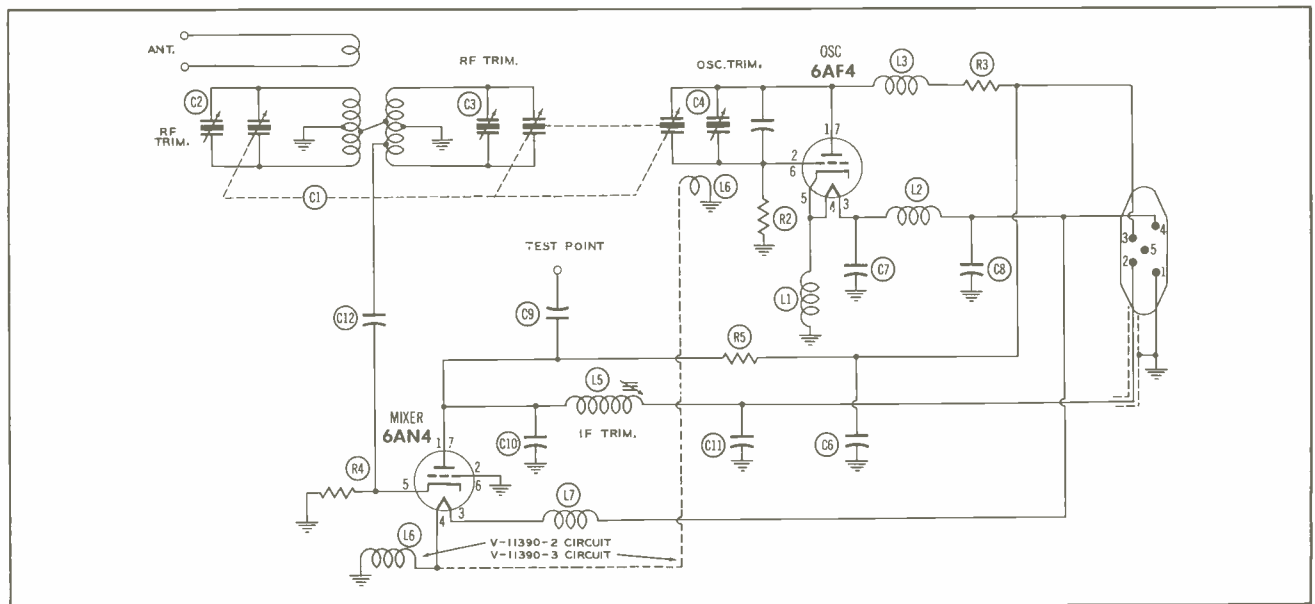 ANT.
RF TRIM.
C2
RF
TRIM.
C3
C1
OSC. TRIM.
C4
OSC
6AF4
1 7
2
6
5
4
3
L3
R3
L6
R2
L2
L1
C7
C8
3
4
5
2
1
TEST POINT
C9
C12
R5
L5
IF TRIM.
MIXER
6AN4
1 7
2
6
5
4
3
C10
C11
C6
R4
L7
L6
V-11390-2 CIRCUIT
V-11390-3 CIRCUIT